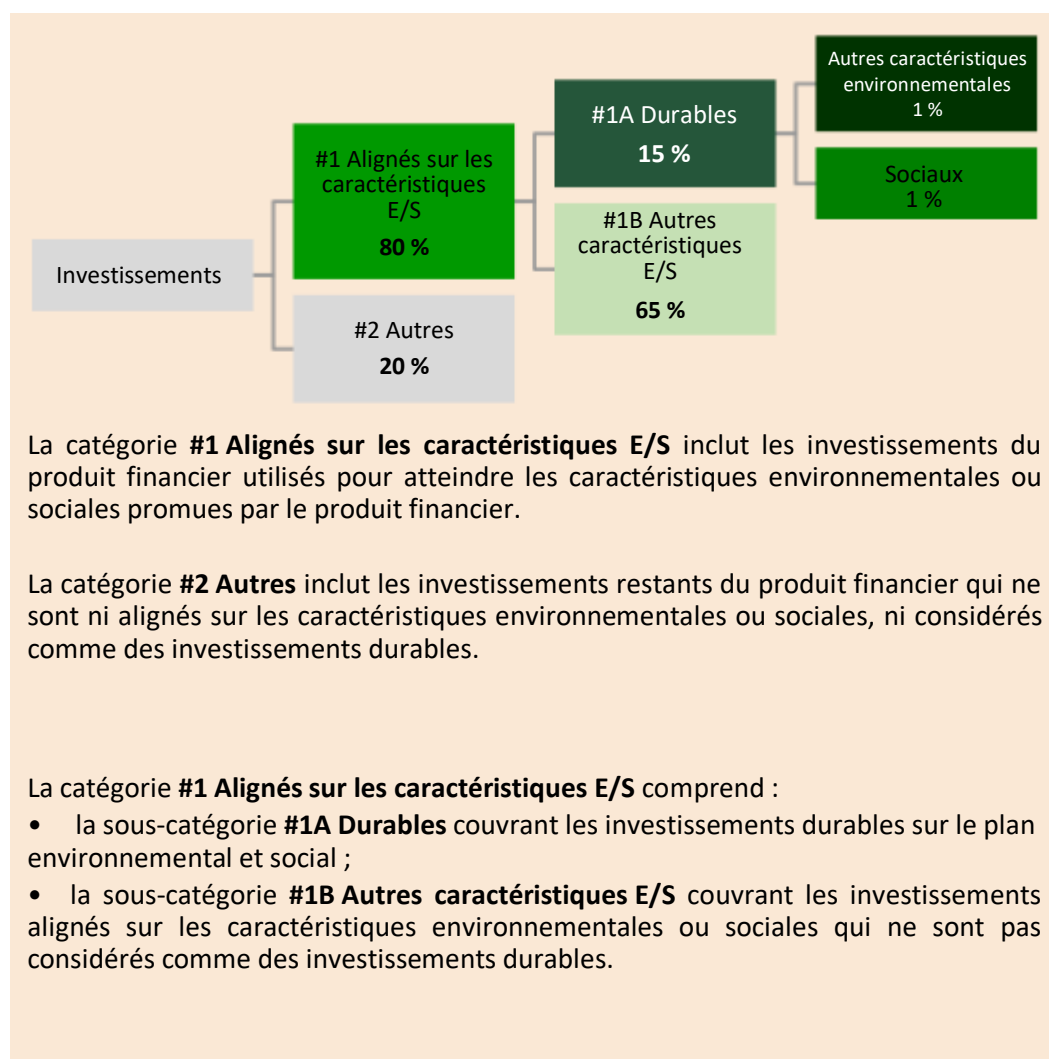 Autres caractéristiques
environnementales
1 %
#1A Durables
15 %
#1 Alignés sur les
caractéristiques
E/S
80 %
Sociaux
1 %
#1B Autres
caractéristiques
E/S
65 %
Investissements
#2 Autres
20 %
La catégorie #1 Alignés sur les caractéristiques E/S inclut les investissements du
produit financier utilisés pour atteindre les caractéristiques environnementales ou
sociales promues par le produit financier.
La catégorie #2 Autres inclut les investissements restants du produit financier qui ne
sont ni alignés sur les caractéristiques environnementales ou sociales, ni considérés
comme des investissements durables.
La catégorie #1 Alignés sur les caractéristiques E/S comprend :
• la sous-catégorie #1A Durables couvrant les investissements durables sur le plan
environnemental et social ;
• la sous-catégorie #1B Autres caractéristiques E/S couvrant les investissements
alignés sur les caractéristiques environnementales ou sociales qui ne sont pas
considérés comme des investissements durables.